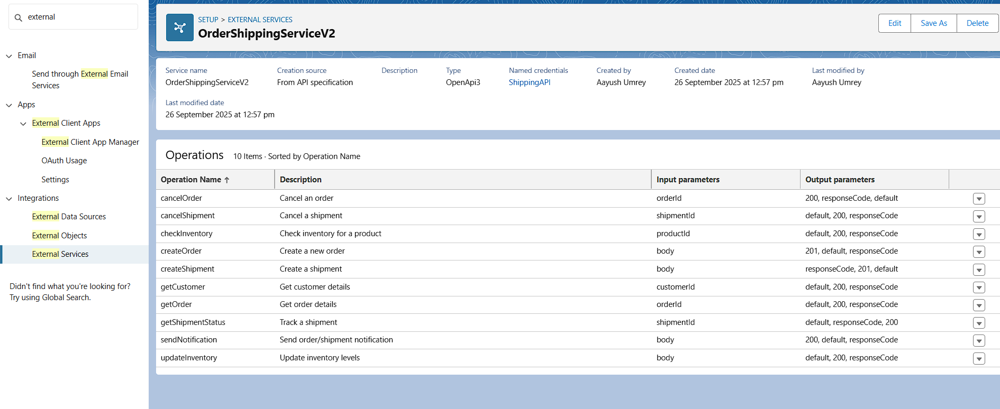 external
Email
Send through External Email
Services
Apps
External Client Apps
External Client App Manager
OAuth Usage
Settings
Integrations
External Data Sources
External Objects
External Services
Didn't find what you're looking for?
Try using Global Search.
SETUP > EXTERNAL SERVICES
OrderShippingServiceV2
Edit Save As Delete
Service name Creation source Description Type Named credentials Created by Created date Last modified by
OrderShippingServiceV2 From API specification OpenApi3 ShippingAPI Aayush Umrey 26 September 2025 at 12:57 pm Aayush Umrey
Last modified date
26 September 2025 at 12:57 pm
Operations 10 Items · Sorted by Operation Name
Operation Name ↑ Description Input parameters Output parameters
cancelOrder Cancel an order orderId 200, responseCode, default
cancelShipment Cancel a shipment shipmentId default, 200, responseCode
checkInventory Check inventory for a product productId default, 200, responseCode
createOrder Create a new order body 201, default, responseCode
createShipment Create a shipment body responseCode, 201, default
getCustomer Get customer details customerId default, 200, responseCode
getOrder Get order details orderId default, 200, responseCode
getShipmentStatus Track a shipment shipmentId default, responseCode, 200
sendNotification Send order/shipment notification body 200, default, responseCode
updateInventory Update inventory levels body default, 200, responseCode